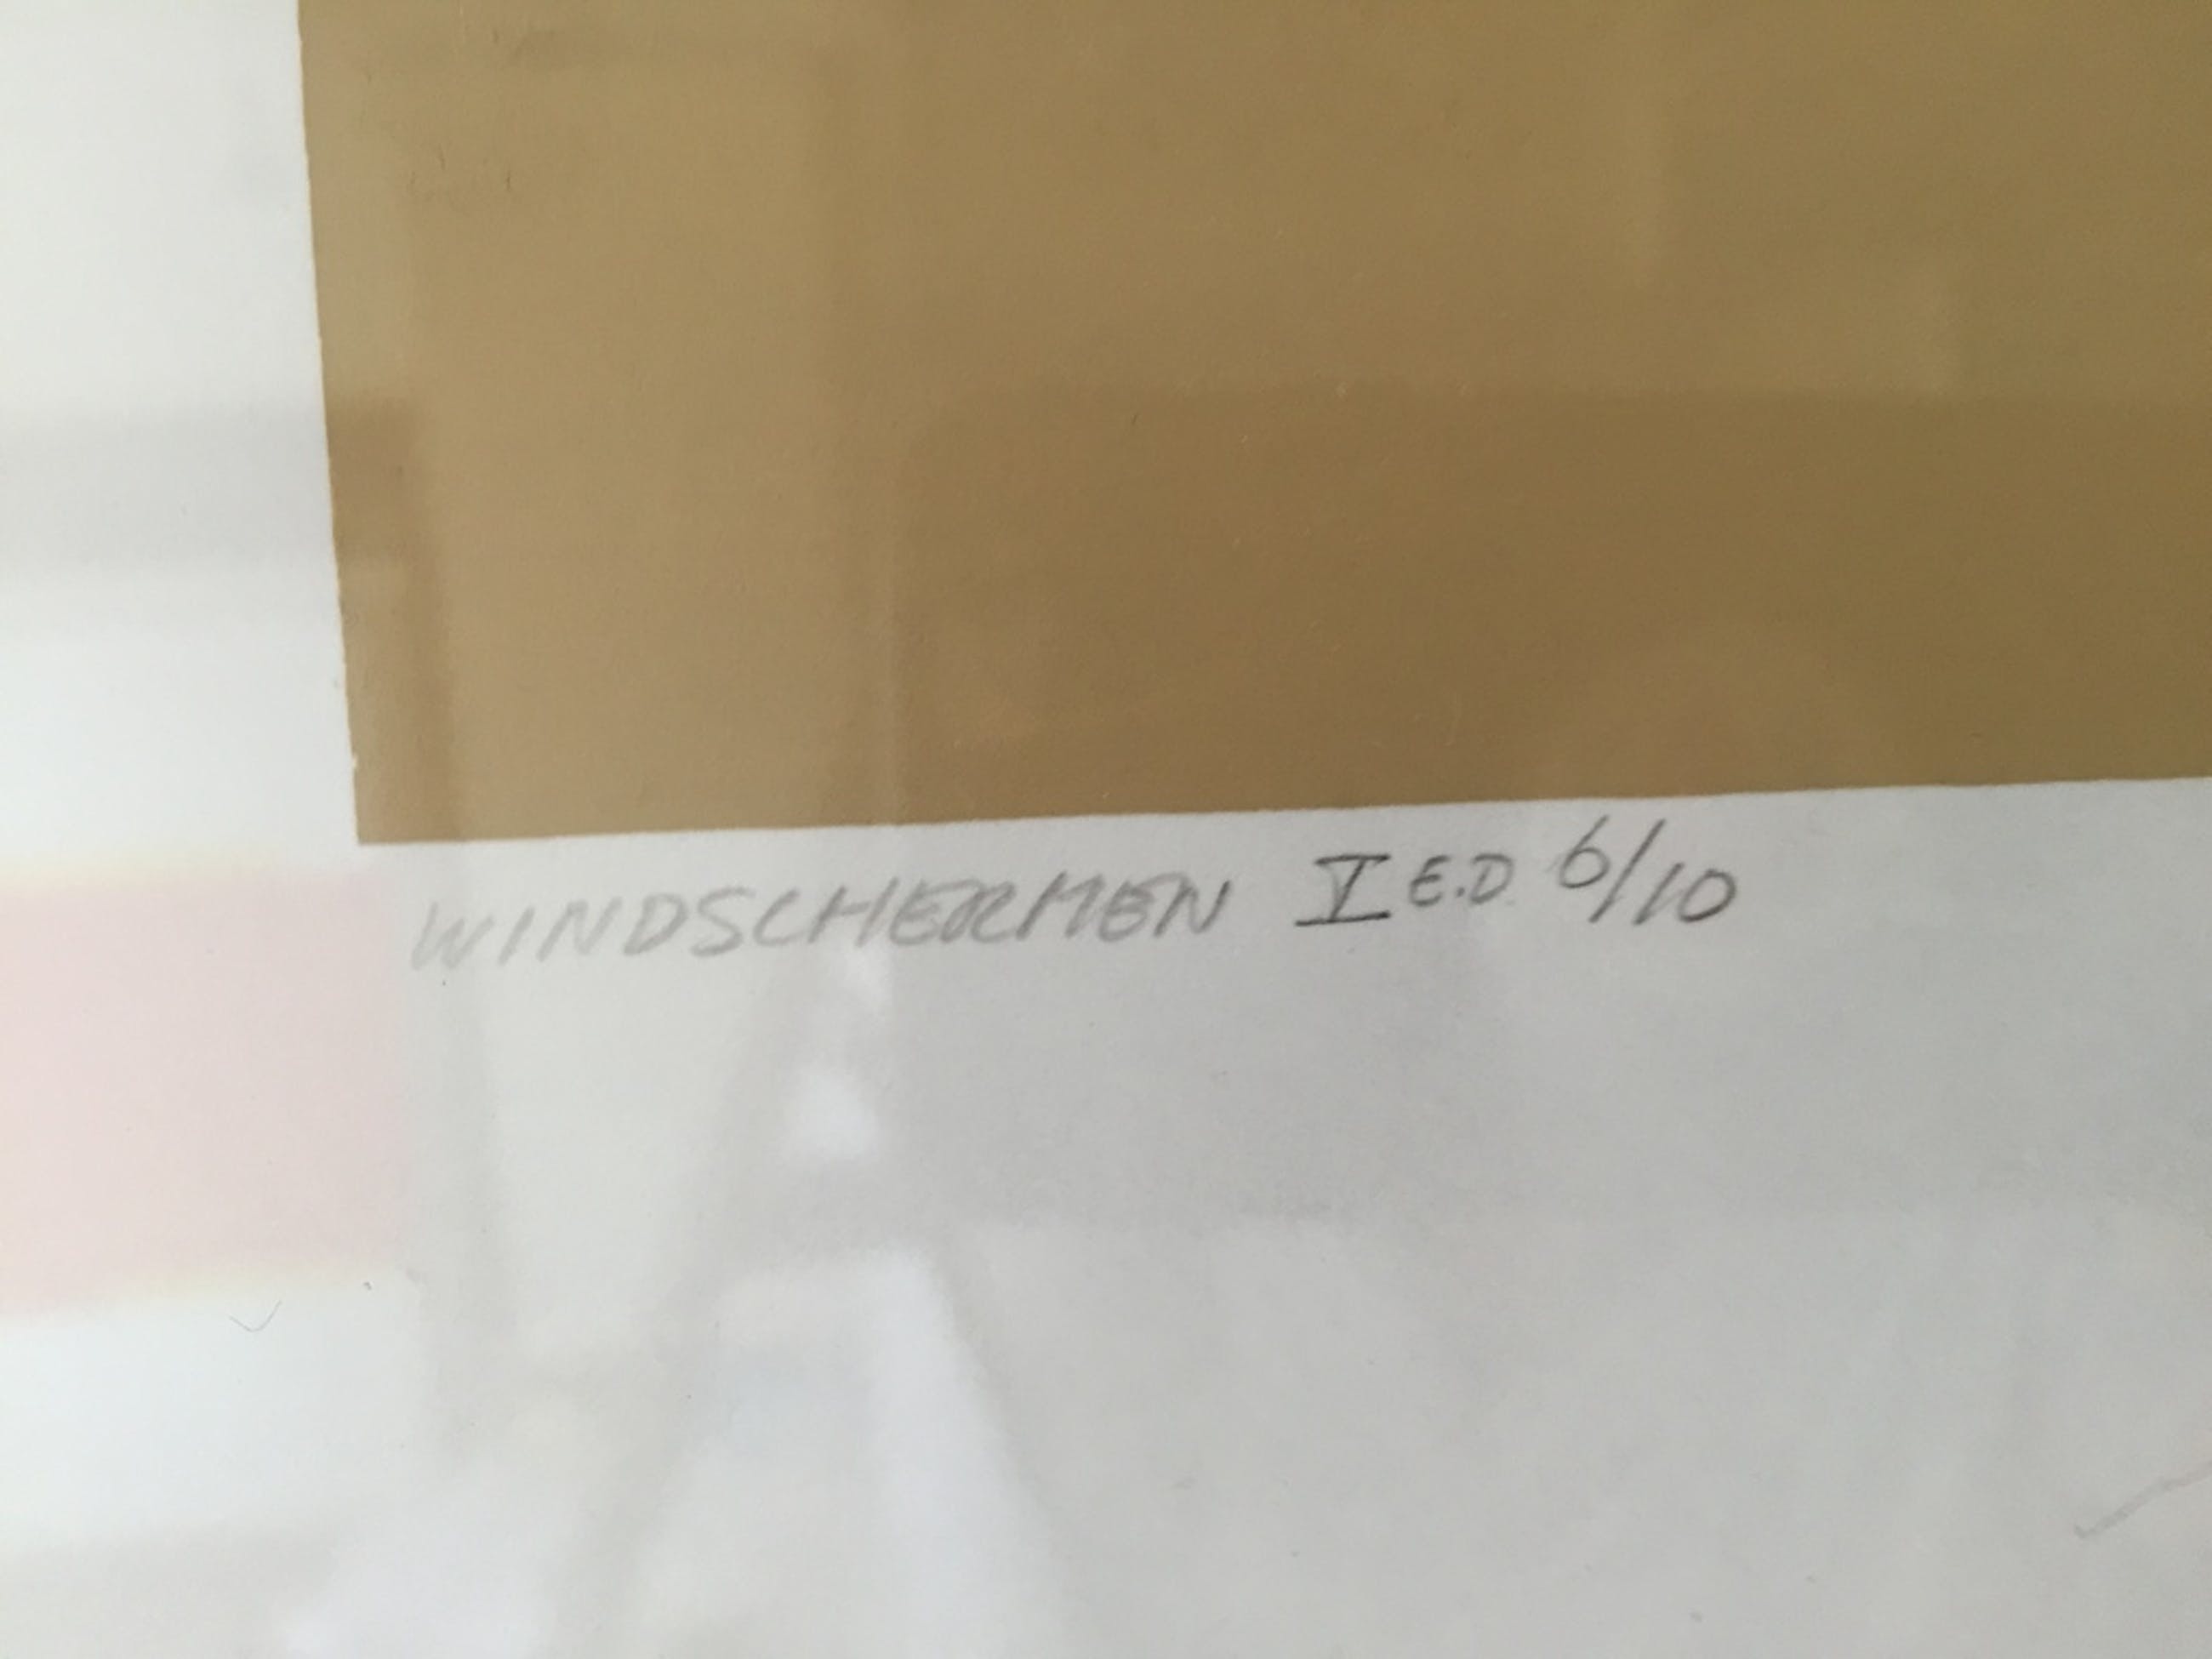 WINDSCHERMEN V E.D 6/10